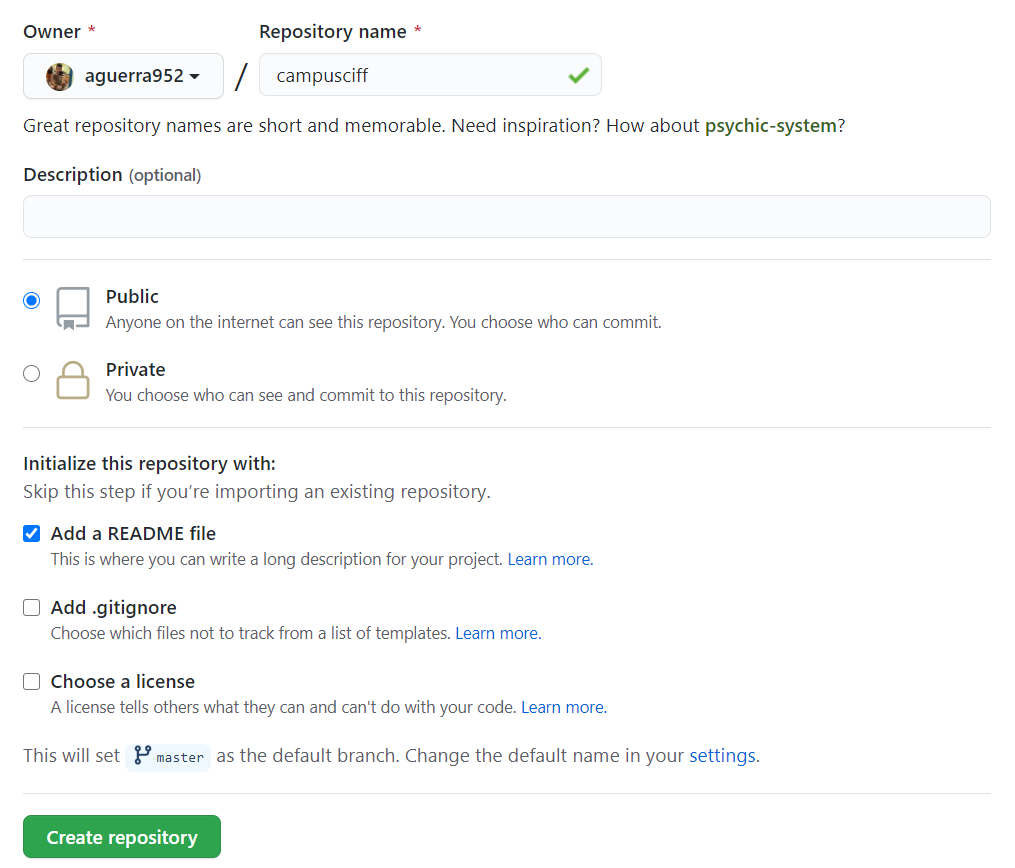 Owner * Repository name *
aguerra952 / campusciff
Great repository names are short and memorable. Need inspiration? How about psychic-system?
Description (optional)
Public
Anyone on the internet can see this repository. You choose who can commit.
Private
You choose who can see and commit to this repository.
Initialize this repository with:
Skip this step if you’re importing an existing repository.
Add a README file
This is where you can write a long description for your project. Learn more.
Add .gitignore
Choose which files not to track from a list of templates. Learn more.
Choose a license
A license tells others what they can and can't do with your code. Learn more.
This will set master as the default branch. Change the default name in your settings.
Create repository